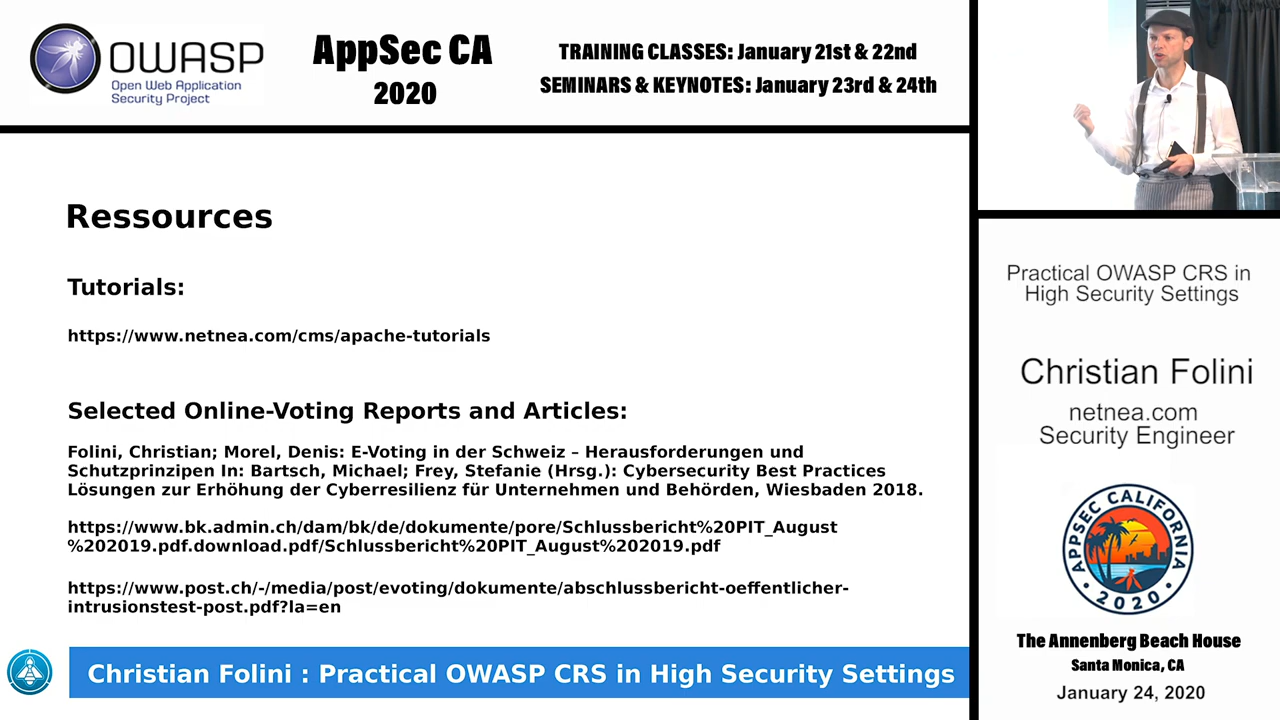 OWASP
Open Web Application
Security Project
AppSec CA
2020
TRAINING CLASSES: January 21st & 22nd
SEMINARS & KEYNOTES: January 23rd & 24th
Ressources
Tutorials:
https://www.netnea.com/cms/apache-tutorials
Selected Online-Voting Reports and Articles:
Folini, Christian; Morel, Denis: E-Voting in der Schweiz – Herausforderungen und
Schutzprinzipen In: Bartsch, Michael; Frey, Stefanie (Hrsg.): Cybersecurity Best Practices
Lösungen zur Erhöhung der Cyberresilienz für Unternehmen und Behörden, Wiesbaden 2018.
https://www.bk.admin.ch/dam/bk/de/dokumente/pore/Schlussbericht%20PIT_August
%202019.pdf.download.pdf/Schlussbericht%20PIT_August%202019.pdf
https://www.post.ch/-/media/post/evoting/dokumente/abschlussbericht-oeffentlicher-
intrusionstest-post.pdf?la=en
Christian Folini : Practical OWASP CRS in High Security Settings
Practical OWASP CRS in
High Security Settings
Christian Folini
netnea.com
Security Engineer
APPSEC CALIFORNIA
• 2020 •
The Annenberg Beach House
Santa Monica, CA
January 24, 2020